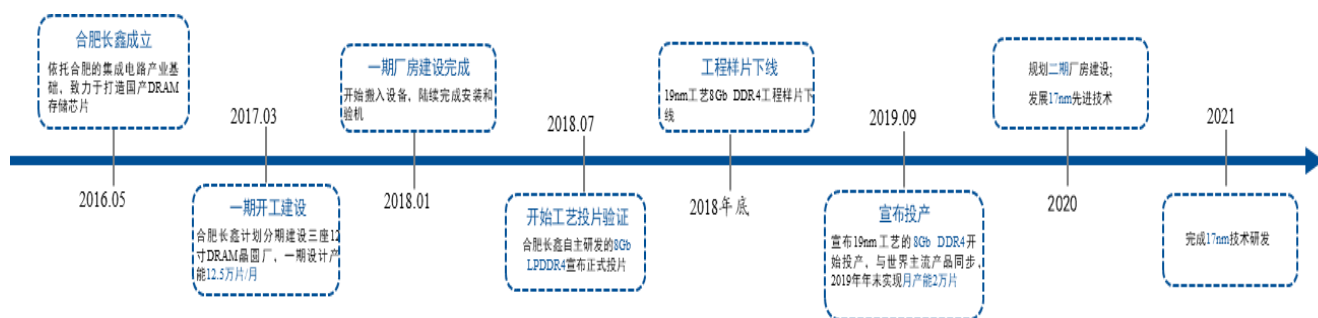 合肥长鑫成立
依托合肥的集成电路产业基
础、致力于打造国产DRAM
存储芯片
2016.05
2017.03
一期开工建设
合肥长鑫计划分期建设三座12
寸DRAM晶圆厂、一期设计产
能12.5万片/月
一期厂房建设完成
开始搬入设备、陆续完成安装和
验机
2018.01
2018.07
开始工艺投片验证
合肥长鑫自主研发的8Gb
LPDDR4宣布正式投片
工程样片下线
19nm工艺8Gb DDR4工程样片下
线
2018年底
2019.09
宣布投产
宣布19nm工艺的8Gb DDR4开
始投产、与世界主流产品同步、
2019年年末实现月产能2万片
规划二期厂房建设;
发展17nm先进技术
2020
2021
完成17nm技术研发